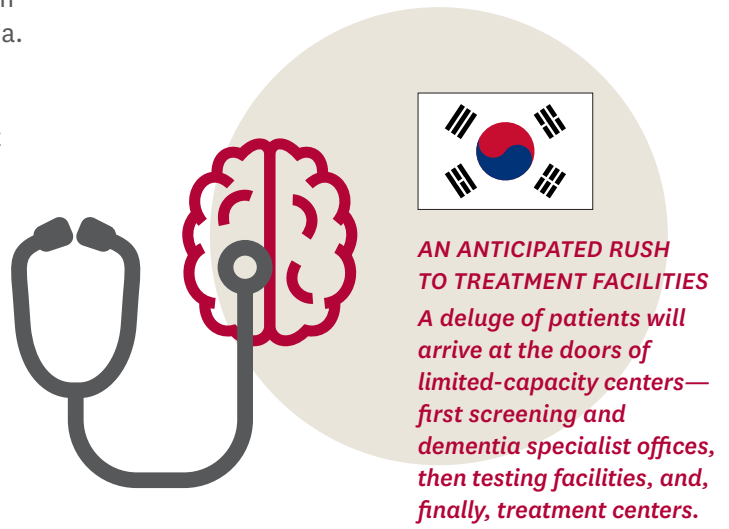 a.
AN ANTICIPATED RUSH
TO TREATMENT FACILITIES
A deluge of patients will
arrive at the doors of
limited-capacity centers—
first screening and
dementia specialist offices,
then testing facilities, and,
finally, treatment centers.